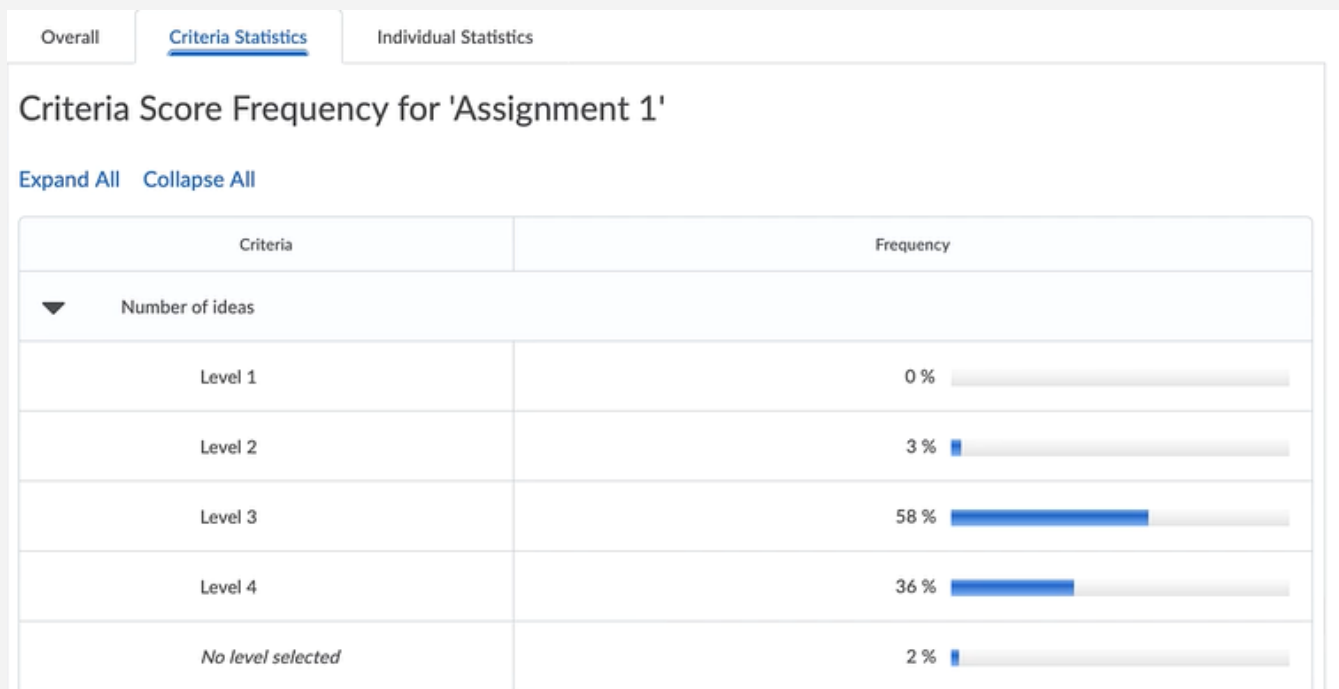 Overall Criteria Statistics Individual Statistics
Criteria Score Frequency for 'Assignment 1'
Expand All Collapse All
Criteria Frequency
Number of ideas
Level 1 0 %
Level 2 3 %
Level 3 58 %
Level 4 36 %
No level selected 2 %